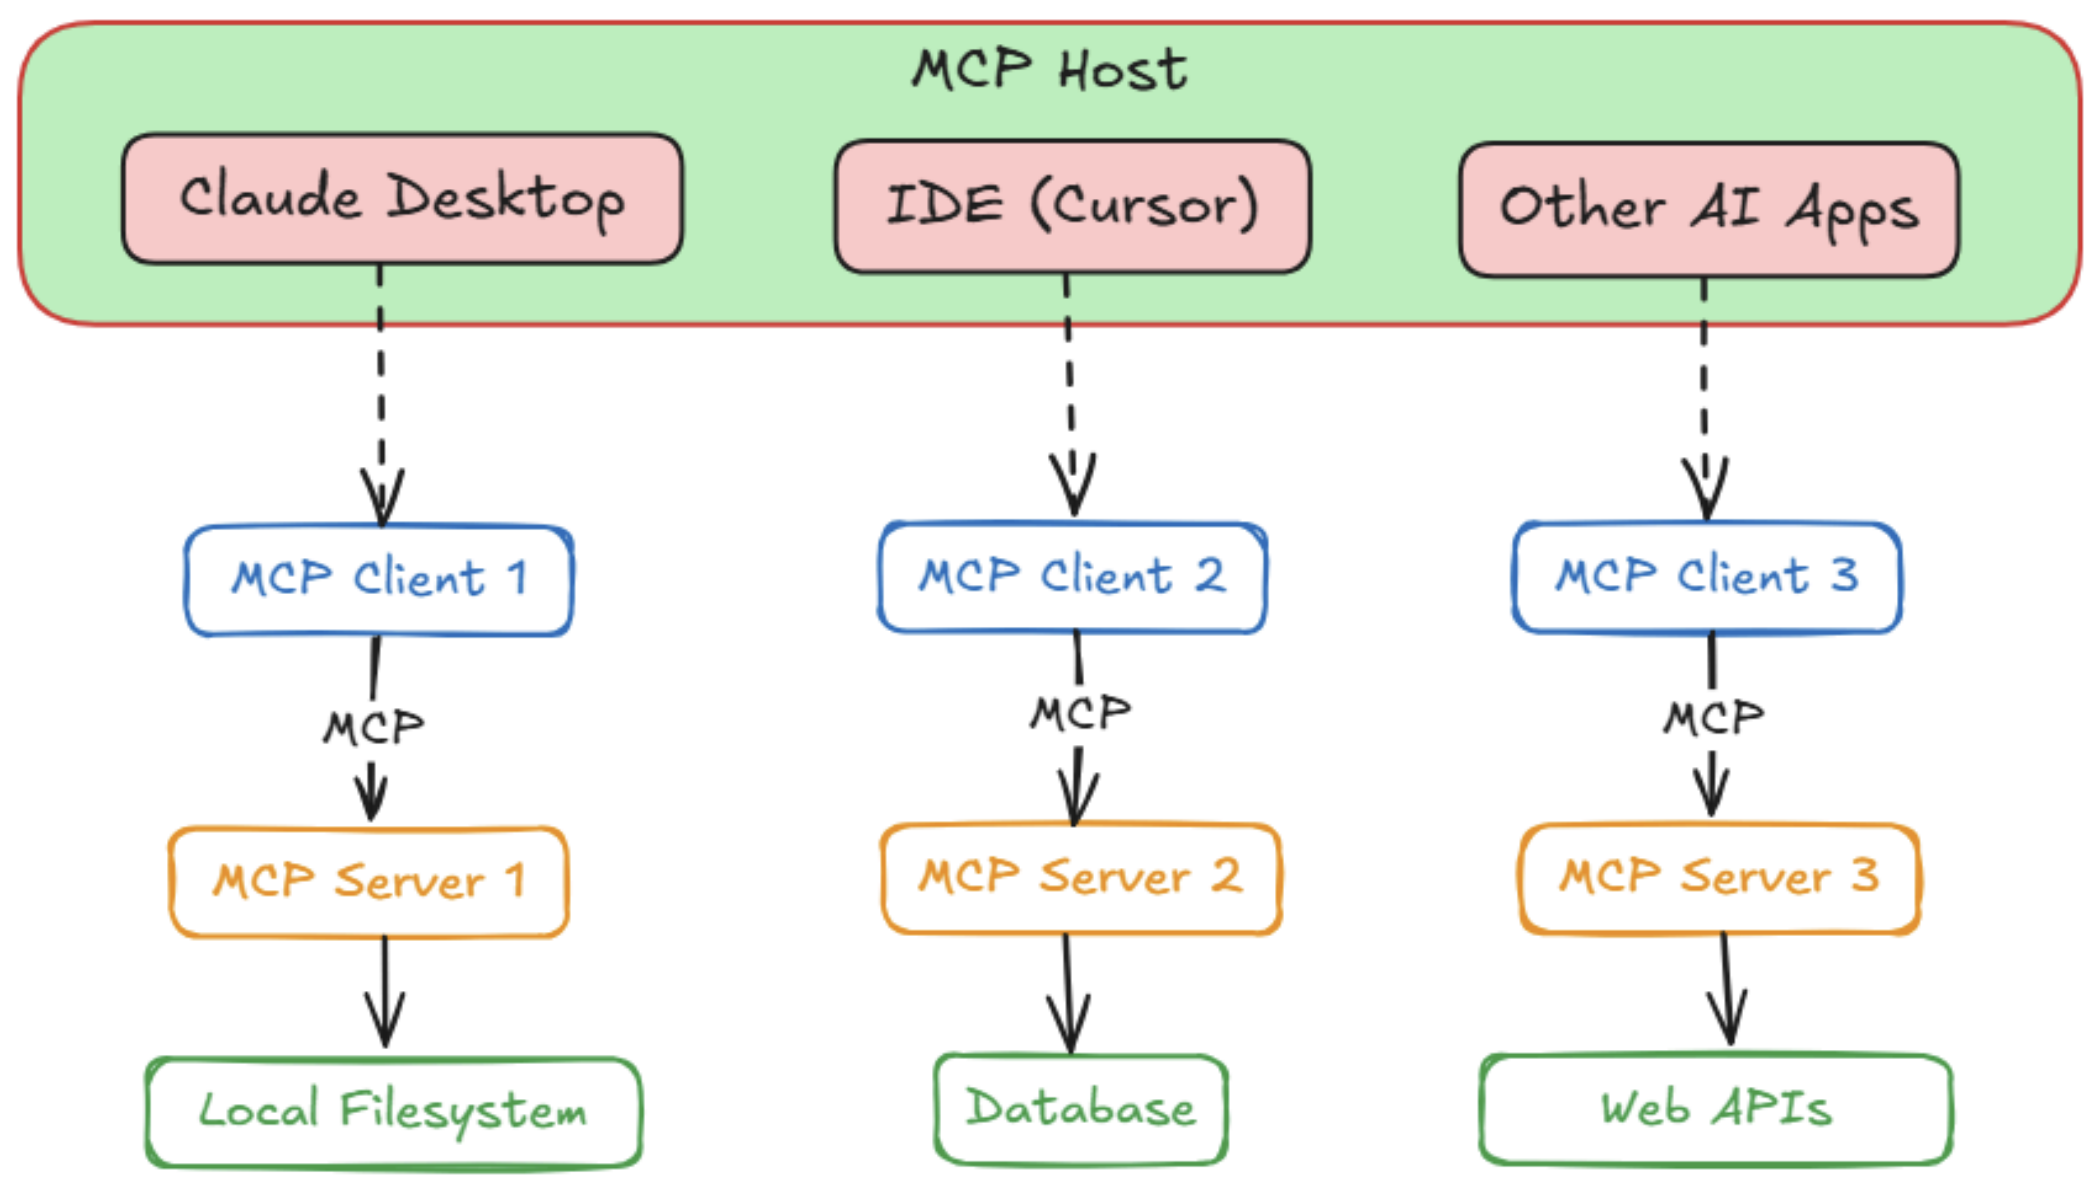 MCP Host
Claude Desktop
IDE (Cursor)
Other AI Apps
MCP Client 1
MCP Client 2
MCP Client 3
MCP
MCP
MCP
MCP Server 1
MCP Server 2
MCP Server 3
Local Filesystem
Database
Web APIs